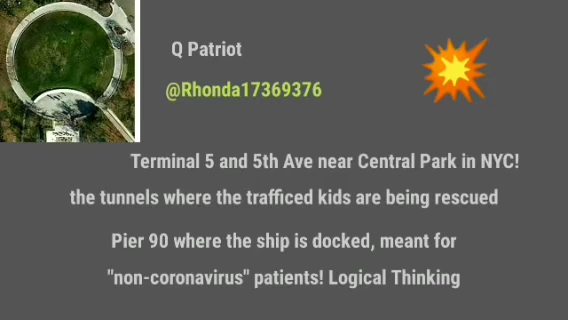 Q Patriot
@Rhonda17369376
Terminal 5 and 5th Ave near Central Park in NYC!
the tunnels where the trafficed kids are being rescued
Pier 90 where the ship is docked, meant for
"non-coronavirus" patients! Logical Thinking